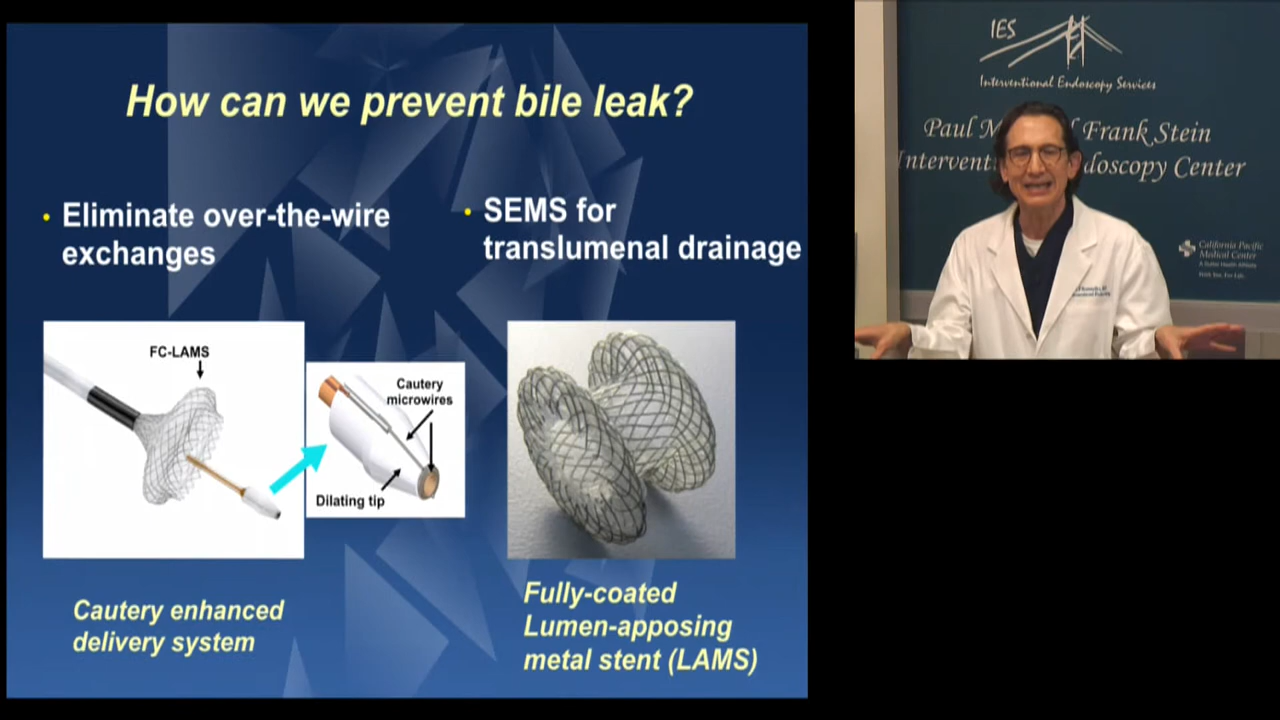 How can we prevent bile leak?
• Eliminate over-the-wire
exchanges
• SEMS for
translumenal drainage
FC-LAMS
Cautery
microwires
Dilating tip
Cautery enhanced
delivery system
Fully-coated
Lumen-apposing
metal stent (LAMS)
IES
Interventional Endoscopy Services
Paul Frank Stein
Endoscopy Center
California Pacific
Medical Center
A Sutter Health Affiliate
With You. For Life.